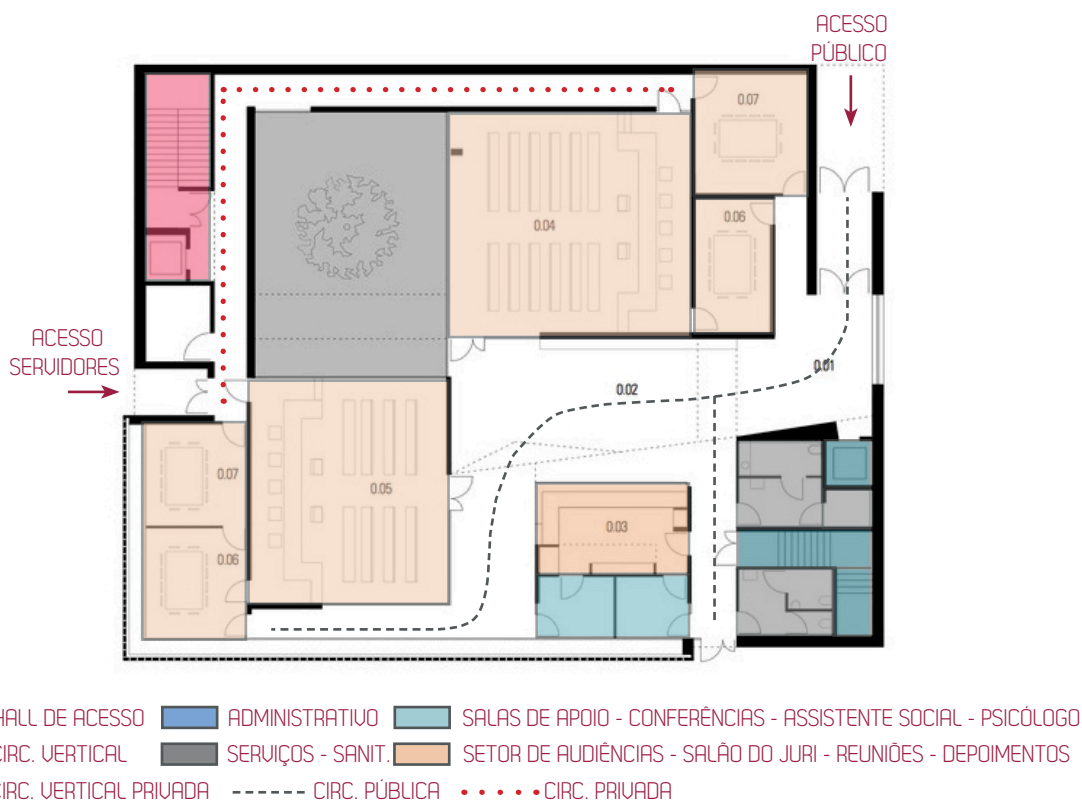 ACESSO
PÚBLICO
0.07
0.06
0.04
ACESSO
SERVIDORES
0.01
0.02
0.07
0.05
0.03
0.06
HALL DE ACESSO ADMINISTRATIVO SALAS DE APOIO - CONFERÊNCIAS - ASSISTENTE SOCIAL - PSICÓLOGO
CIRC. VERTICAL SERVIÇOS - SANIT. SETOR DE AUDIÊNCIAS - SALÃO DO JURI - REUNIÕES - DEPOIMENTOS
CIRC. VERTICAL PRIVADA CIRC. PÚBLICA CIRC. PRIVADA